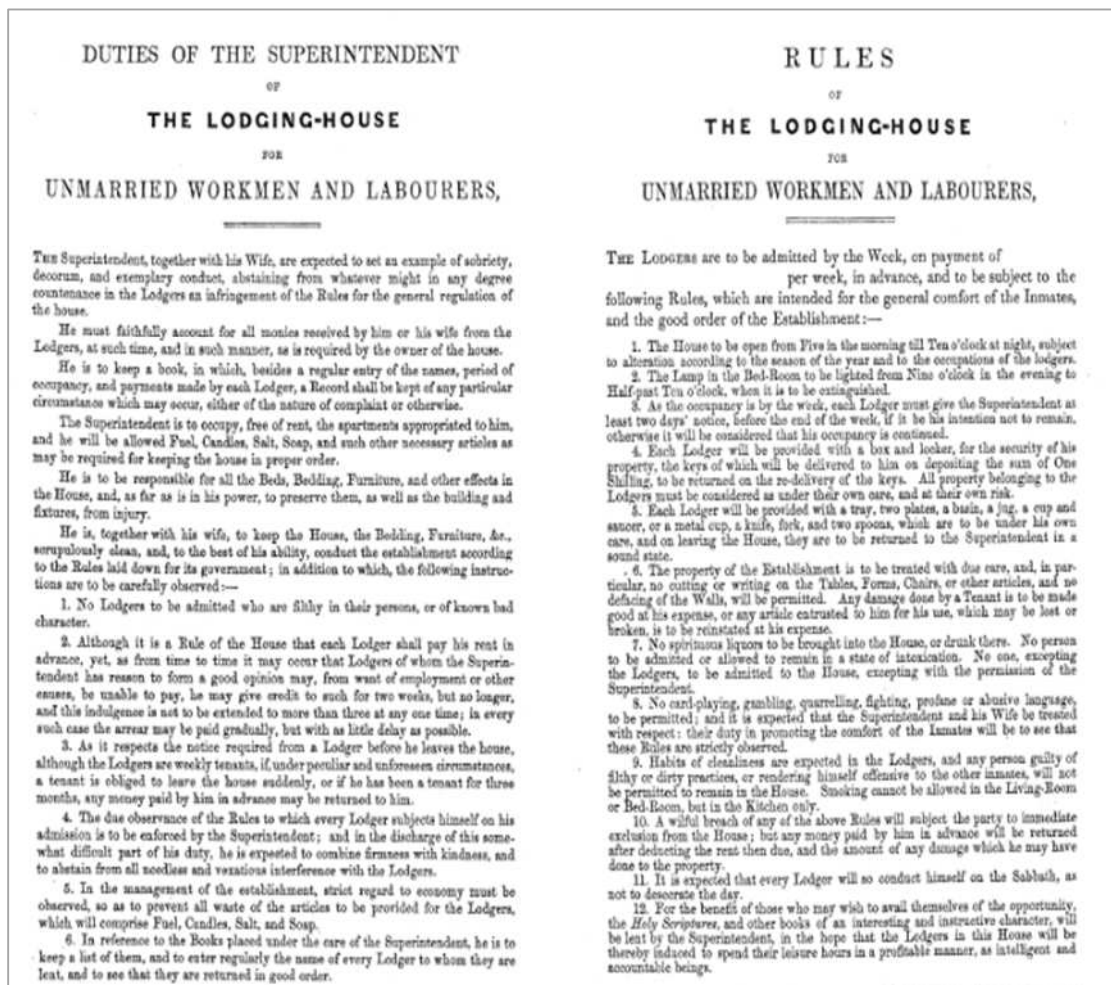 DUTIES OF THE SUPERINTENDENT
OF
THE LODGING-HOUSE
FOR
UNMARRIED WORKMEN AND LABOURERS,
THE Superintendent, together with his Wife, are expected to set an example of sobriety,
decorum, and exemplary conduct, abstaining from whatever might in any degree
countenance in the Lodgers an infringement of the Rules for the general regulation of
the house.
He must faithfully account for all monies received by him or his wife from the
Lodgers, at such time, and in such manner, as is required by the owner of the house.
He is to keep a book, in which, besides a regular entry of the names, period of
occupancy, and payments made by each Lodger, a Record shall be kept of any particular
circumstance which may occur, either of the nature of complaint or otherwise.
The Superintendent is to occupy, free of rent, the apartments appropriated to him,
and he will be allowed Fuel, Candles, Salt, Soap, and such other necessary articles as
may be required for keeping the house in proper order.
He is to be responsible for all the Beds, Bedding, Furniture, and other effects in
the House, and, as far as is in his power, to preserve them, as well as the building and
fixtures, from injury.
He is, together with his wife, to keep the House, the Bedding, Furniture, &c.,
scrupulously clean, and, to the best of his ability, conduct the establishment according
to the Rules laid down for its government; in addition to which, the following instruc-
tions are to be carefully observed:—
1. No Lodgers to be admitted who are filthy in their persons, or of known bad
character.
2. Although it is a Rule of the House that each Lodger shall pay his rent in
advance, yet, as from time to time it may occur that Lodgers of whom the Superin-
tendent has reason to form a good opinion may, from want of employment or other
causes, be unable to pay, he may give credit to such for two weeks, but no longer,
and this indulgence is not to be extended to more than three at any one time; in every
such case the arrear may be paid gradually, but with as little delay as possible.
3. As it respects the notice required from a Lodger before he leaves the house,
although the Lodgers are weekly tenants, if, under peculiar and unforeseen circumstances,
a tenant is obliged to leave the house suddenly, or if he has been a tenant for three
months, any money paid by him in advance may be returned to him.
4. The due observance of the Rules to which every Lodger subjects himself on his
admission is to be enforced by the Superintendent; and in the discharge of this some-
what difficult part of his duty, he is expected to combine firmness with kindness, and
to abstain from all needless and vexatious interference with the Lodgers.
5. In the management of the establishment, strict regard to economy must be
observed, so as to prevent all waste of the articles to be provided for the Lodgers,
which will comprise Fuel, Candles, Salt, and Soap.
6. In reference to the Books placed under the care of the Superintendent, he is to
keep a list of them, and to enter regularly the name of every Lodger to whom they are
lent, and to see that they are returned in good order.
RULES
OF
THE LODGING-HOUSE
FOR
UNMARRIED WORKMEN AND LABOURERS,
THE LODGERS are to be admitted by the Week, on payment of
per week, in advance, and to be subject to the
following Rules, which are intended for the general comfort of the Inmates,
and the good order of the Establishment:—
1. The House to be open from Five in the morning till Ten o'clock at night, subject
to alteration according to the season of the year and to the occupations of the lodgers.
2. The Lamp in the Bed-Room to be lighted from Nine o'clock in the evening to
Half-past Ten o'clock, when it is to be extinguished.
3. As the occupancy is by the week, each Lodger must give the Superintendent at
least two days' notice, before the end of the week, if it be his intention not to remain,
otherwise it will be considered that his occupancy is continued.
4. Each Lodger will be provided with a box and locker, for the security of his
property, the keys of which will be delivered to him on depositing the sum of One
Shilling, to be returned on the re-delivery of the keys. All property belonging to the
Lodgers must be considered as under their own care, and at their own risk.
5. Each Lodger will be provided with a tray, two plates, a basin, a jug, a cup and
saucer, or a metal cup, a knife, fork, and two spoons, which are to be under his own
care, and on leaving the House, they are to be returned to the Superintendent in a
sound state.
6. The property of the Establishment is to be treated with due care, and, in par-
ticular, no cutting or writing on the Tables, Forms, Chairs, or other articles, and no
defacing of the Walls, will be permitted. Any damage done by a Tenant is to be made
good at his expense, or any article entrusted to him for his use, which may be lost or
broken, is to be reinstated at his expense.
7. No spirituous liquors to be brought into the House, or drunk there. No person
to be admitted or allowed to remain in a state of intoxication. No one, excepting
the Lodgers, to be admitted to the House, excepting with the permission of the
Superintendent.
8. No card-playing, gambling, quarrelling, fighting, profane or abusive language,
to be permitted; and it is expected that the Superintendent and his Wife be treated
with respect: their duty in promoting the comfort of the Inmates will be to see that
these Rules are strictly observed.
9. Habits of cleanliness are expected in the Lodgers, and any person guilty of
filthy or dirty practices, or rendering himself offensive to the other inmates, will not
be permitted to remain in the House. Smoking cannot be allowed in the Living-Room
or Bed-Room, but in the Kitchen only.
10. A wilful breach of any of the above Rules will subject the party to immediate
exclusion from the House; but any money paid by him in advance will be returned
after deducting the rent then due, and the amount of any damage which he may have
done to the property.
11. It is expected that every Lodger will so conduct himself on the Sabbath, as
not to desecrate the day.
12. For the benefit of those who may wish to avail themselves of the opportunity,
the Holy Scriptures, and other books of an interesting and instructive character, will
be lent by the Superintendent, in the hope that the Lodgers in this House will be
thereby induced to spend their leisure hours in a profitable manner, as intelligent and
accountable beings.